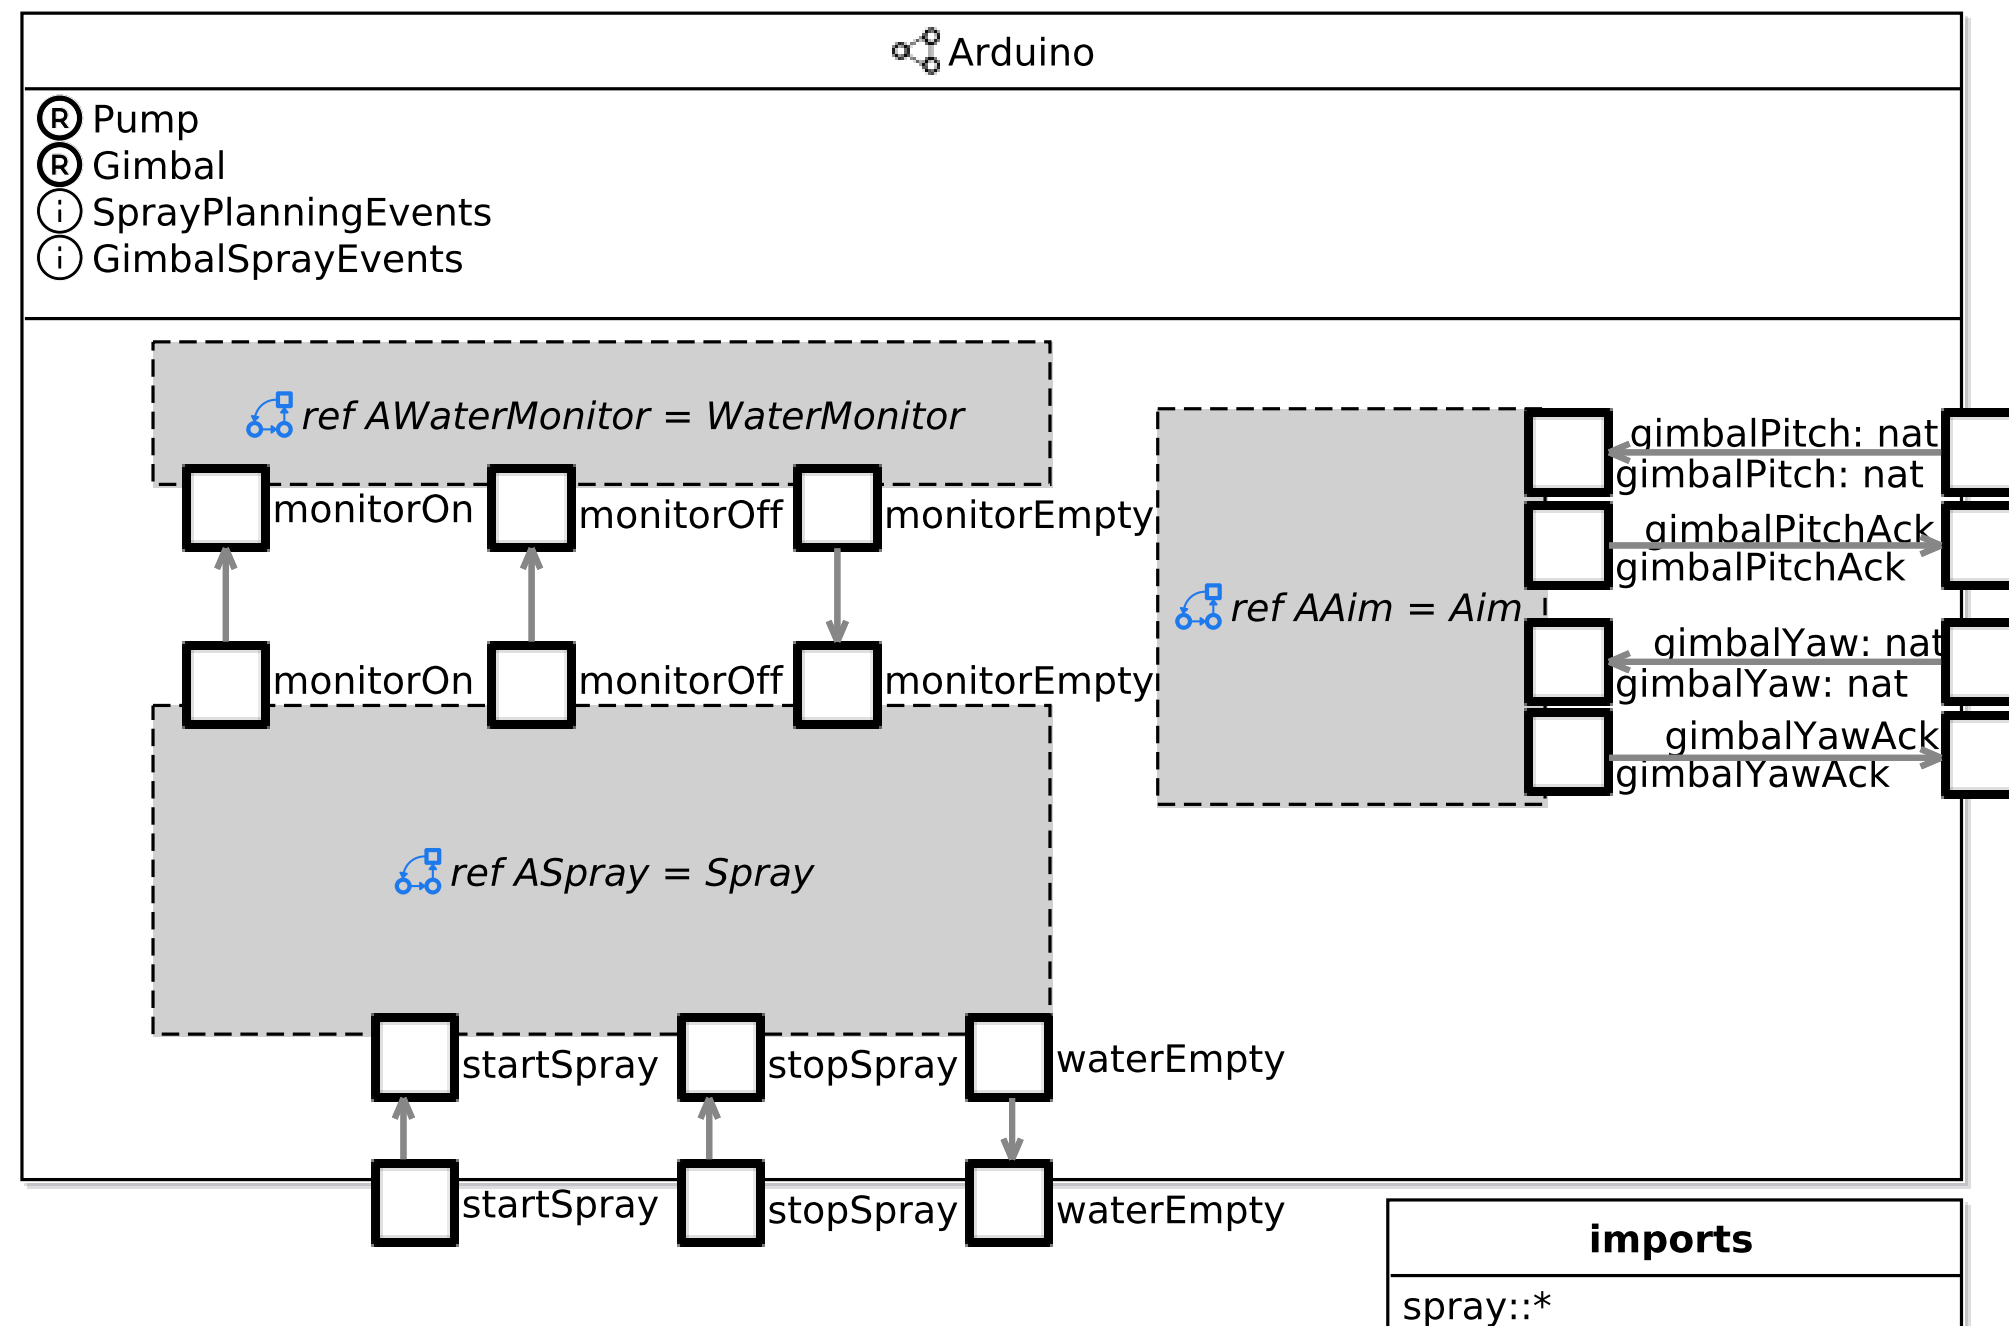 Arduino
R Pump
R Gimbal
i SprayPlanningEvents
i GimbalSprayEvents
ref AWaterMonitor = WaterMonitor
monitorOn
monitorOff
monitorEmpty
monitorOn
monitorOff
monitorEmpty
ref AAim = Aim
gimbalPitch: nat
gimbalPitch: nat
gimbalPitchAck
gimbalPitchAck
gimbalYaw: nat
gimbalYaw: nat
gimbalYawAck
gimbalYawAck
ref ASpray = Spray
startSpray
stopSpray
waterEmpty
startSpray
stopSpray
waterEmpty
imports
spray::*